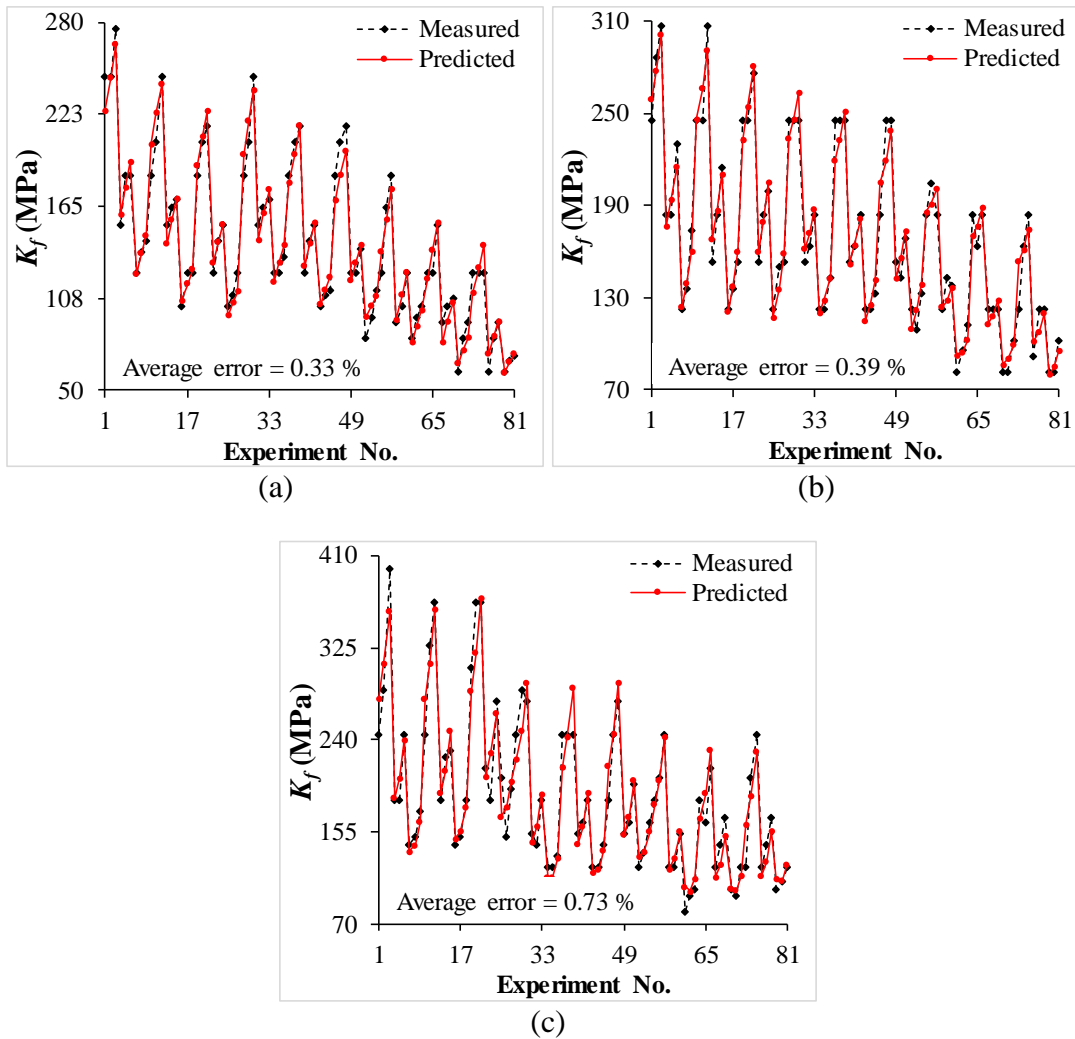 280
223
165
108
50
K_f (MPa)
Measured
Predicted
Average error = 0.33 %
1 17 33 49 65 81
Experiment No.
(a)
310
250
190
130
70
K_f (MPa)
Measured
Predicted
Average error = 0.39 %
1 17 33 49 65 81
Experiment No.
(b)
410
325
240
155
70
K_f (MPa)
Measured
Predicted
Average error = 0.73 %
1 17 33 49 65 81
Experiment No.
(c)